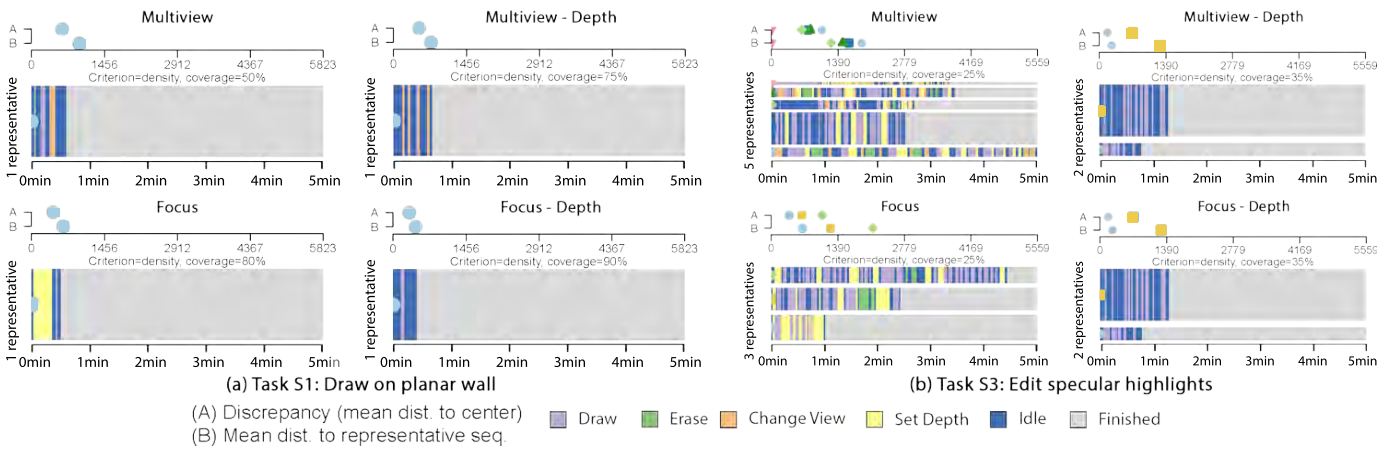 Multiview
A
B
0 1456 2912 4367 5823
Criterion=density, coverage=50%
1 representative
0min 1min 2min 3min 4min 5min
Multiview - Depth
A
B
0 1456 2912 4367 5823
Criterion=density, coverage=75%
1 representative
0min 1min 2min 3min 4min 5min
Focus
A
B
0 1456 2912 4367 5823
Criterion=density, coverage=80%
1 representative
0min 1min 2min 3min 4min 5min
Focus - Depth
A
B
0 1456 2912 4367 5823
Criterion=density, coverage=90%
1 representative
0min 1min 2min 3min 4min 5min
(a) Task S1: Draw on planar wall
Multiview
A
B
0 1390 2779 4169 5559
Criterion=density, coverage=25%
5 representatives
0min 1min 2min 3min 4min 5min
Multiview - Depth
A
B
0 1390 2779 4169 5559
Criterion=density, coverage=35%
2 representatives
0min 1min 2min 3min 4min 5min
Focus
A
B
0 1390 2779 4169 5559
Criterion=density, coverage=25%
3 representatives
0min 1min 2min 3min 4min 5min
Focus - Depth
A
B
0 1390 2779 4169 5559
Criterion=density, coverage=35%
2 representatives
0min 1min 2min 3min 4min 5min
(b) Task S3: Edit specular highlights
(A) Discrepancy (mean dist. to center)
(B) Mean dist. to representative seq.
Draw Erase Change View Set Depth Idle Finished